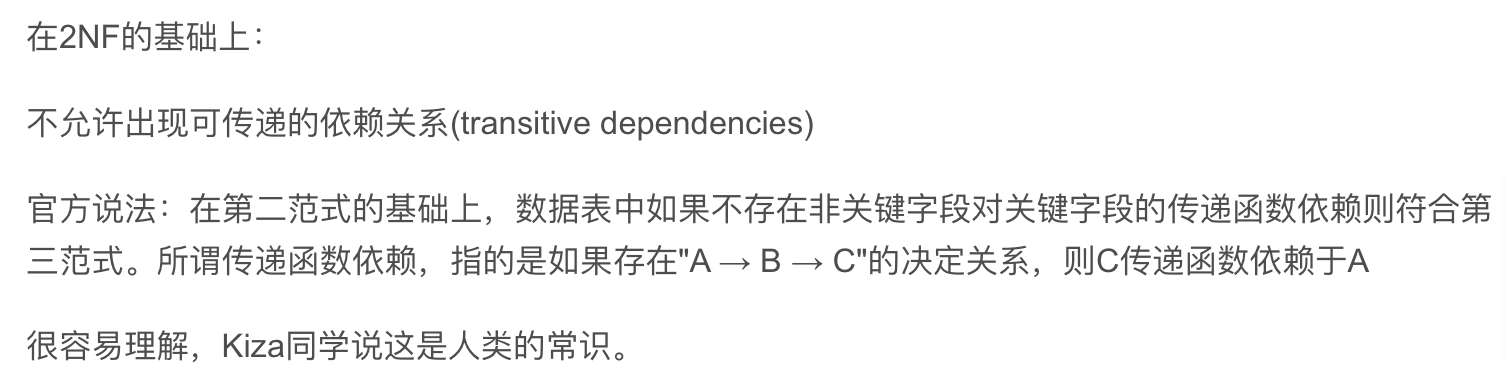 在2NF的基础上：
不允许出现可传递的依赖关系(transitive dependencies)
官方说法：在第二范式的基础上，数据表中如果不存在非关键字段对关键字段的传递函数依赖则符合第
三范式。所谓传递函数依赖，指的是如果存在"A → B → C"的决定关系，则C传递函数依赖于A
很容易理解，Kiza同学说这是人类的常识。